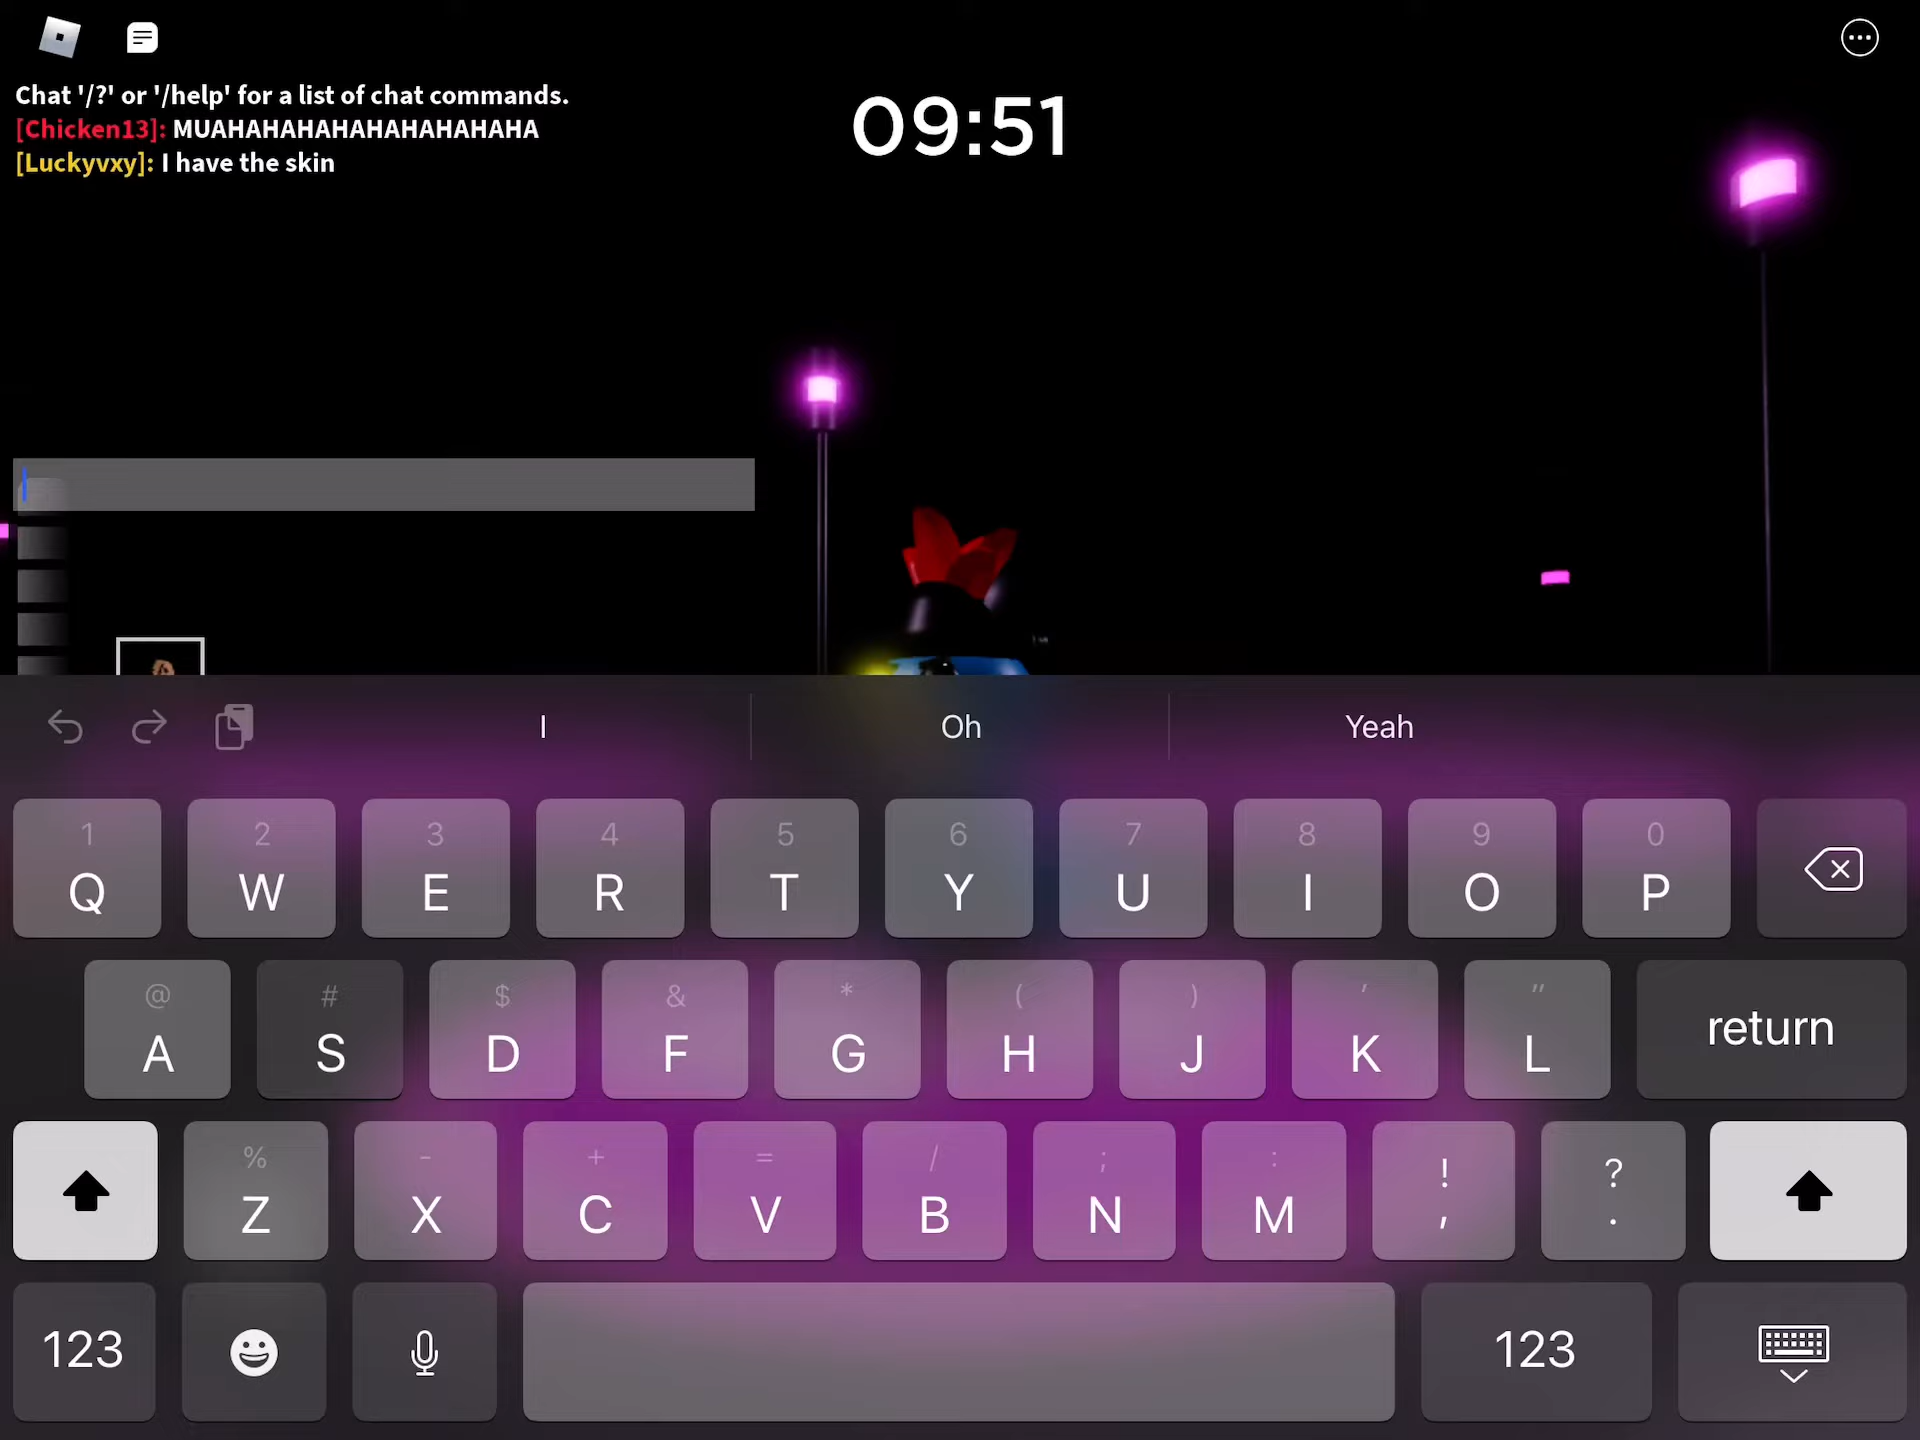 Chat '/?' or '/help' for a list of chat commands.
[Chicken13]: MUAHAHAHAHAHAHAHAHAHA
[Luckyvxy]: I have the skin
09:51
I Oh Yeah
1 2 3 4 5 6 7 8 9 0
Q W E R T Y U I O P
@ # $ & * ( ) ' "
A S D F G H J K L return
% - + = / ; : ! ?
Z X C V B N M , .
123 123